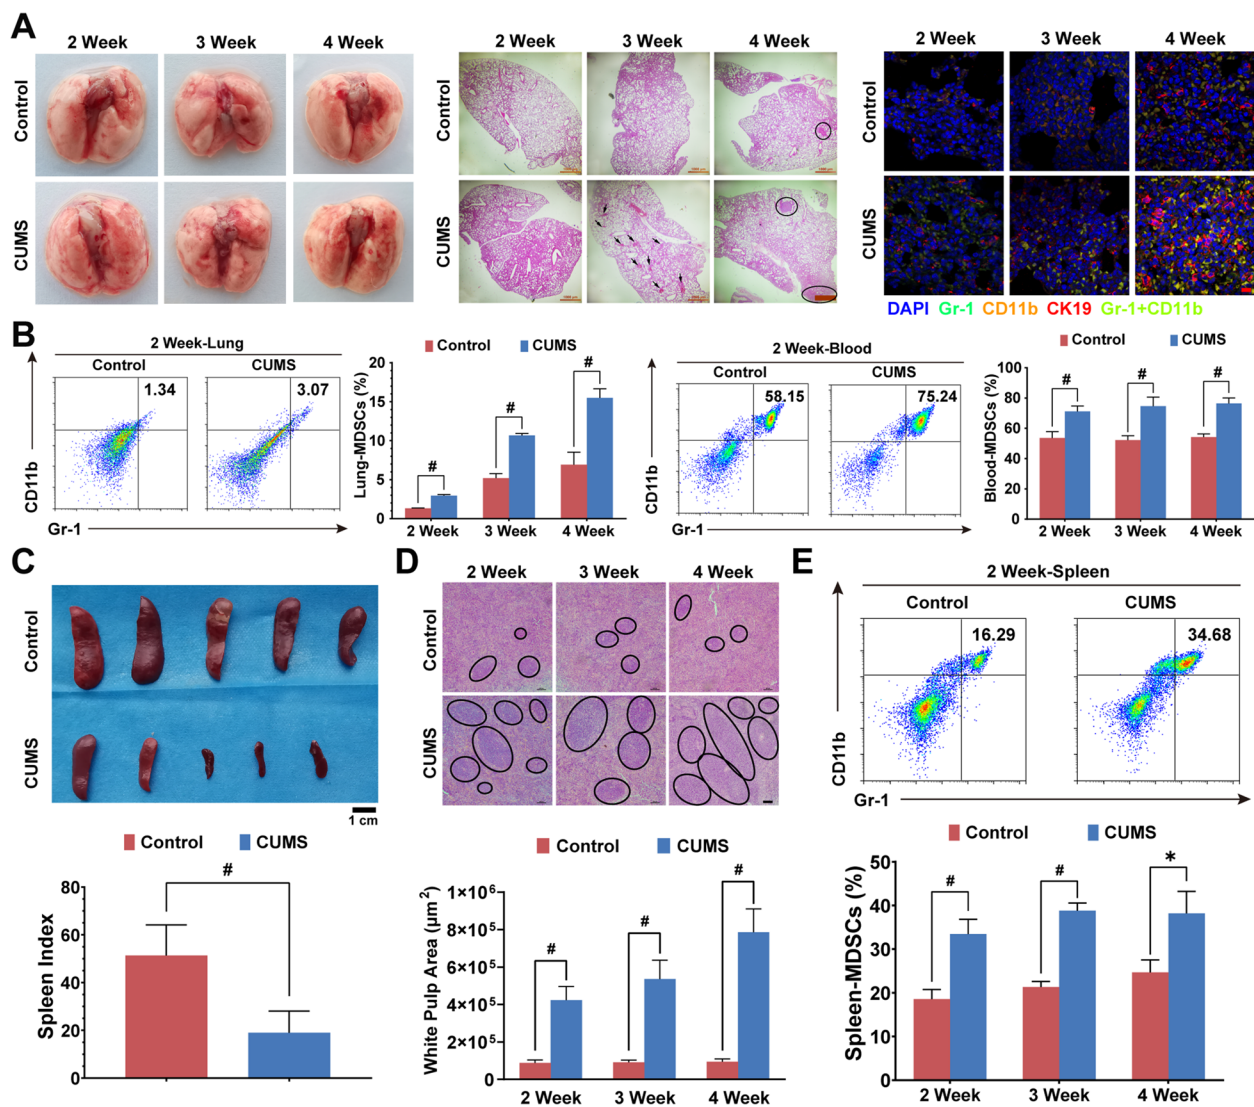 A
2 Week 3 Week 4 Week
Control
CUMS
2 Week 3 Week 4 Week
Control
CUMS
2 Week 3 Week 4 Week
Control
CUMS
DAPI Gr-1 CD11b CK19 Gr-1+CD11b
B
2 Week-Lung
Control CUMS
1.34 3.07
CD11b
Gr-1
Control CUMS
Lung-MDSCs (%)
20
15
10
5
0
# # #
2 Week 3 Week 4 Week
2 Week-Blood
Control CUMS
58.15 75.24
CD11b
Gr-1
Control CUMS
Blood-MDSCs (%)
100
80
60
40
20
0
# # #
2 Week 3 Week 4 Week
C
Control
CUMS
1 cm
Control CUMS
Spleen Index
80
60
40
20
0
#
D
2 Week 3 Week 4 Week
Control
CUMS
Control CUMS
White Pulp Area (μm²)
1×10⁶
8×10⁵
6×10⁵
4×10⁵
2×10⁵
0
# # #
2 Week 3 Week 4 Week
E
2 Week-Spleen
Control CUMS
16.29 34.68
CD11b
Gr-1
Control CUMS
Spleen-MDSCs (%)
50
40
30
20
10
0
# # *
2 Week 3 Week 4 Week